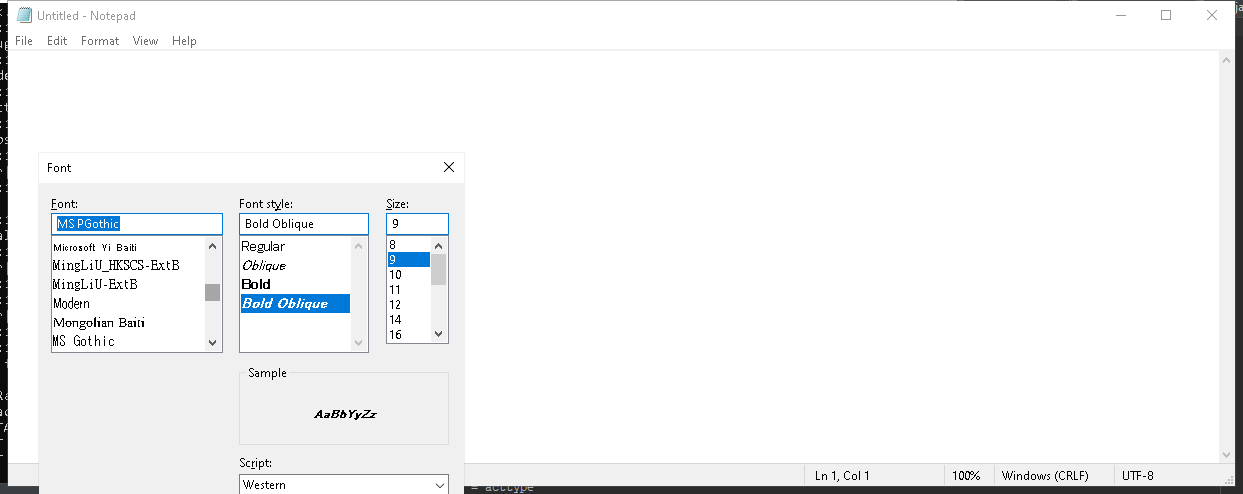 Untitled - Notepad
File Edit Format View Help
Font
Font: Font style: Size:
MS PGothic Bold Oblique 9
Microsoft Yi Baiti Regular 8
MingLiU_HKSCS-ExtB Oblique 9
MingLiU-ExtB Bold 10
Modern Bold Oblique 11
Mongolian Baiti 12
MS Gothic 14
16
Sample
AaBbYyZz
Script:
Western
Ln 1, Col 1 100% Windows (CRLF) UTF-8
= acctype